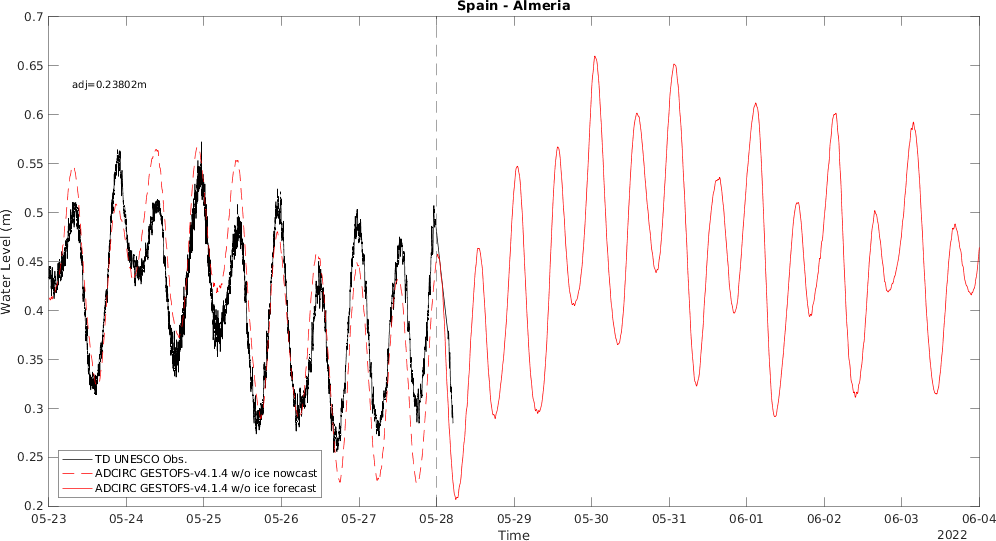 Spain - Almeria
adj=0.23802m
Water Level (m)
0.7
0.65
0.6
0.55
0.5
0.45
0.4
0.35
0.3
0.25
0.2
TD UNESCO Obs.
ADCIRC GESTOFS-v4.1.4 w/o ice nowcast
ADCIRC GESTOFS-v4.1.4 w/o ice forecast
05-23 05-24 05-25 05-26 05-27 05-28 05-29 05-30 05-31 06-01 06-02 06-03 06-04
Time
2022